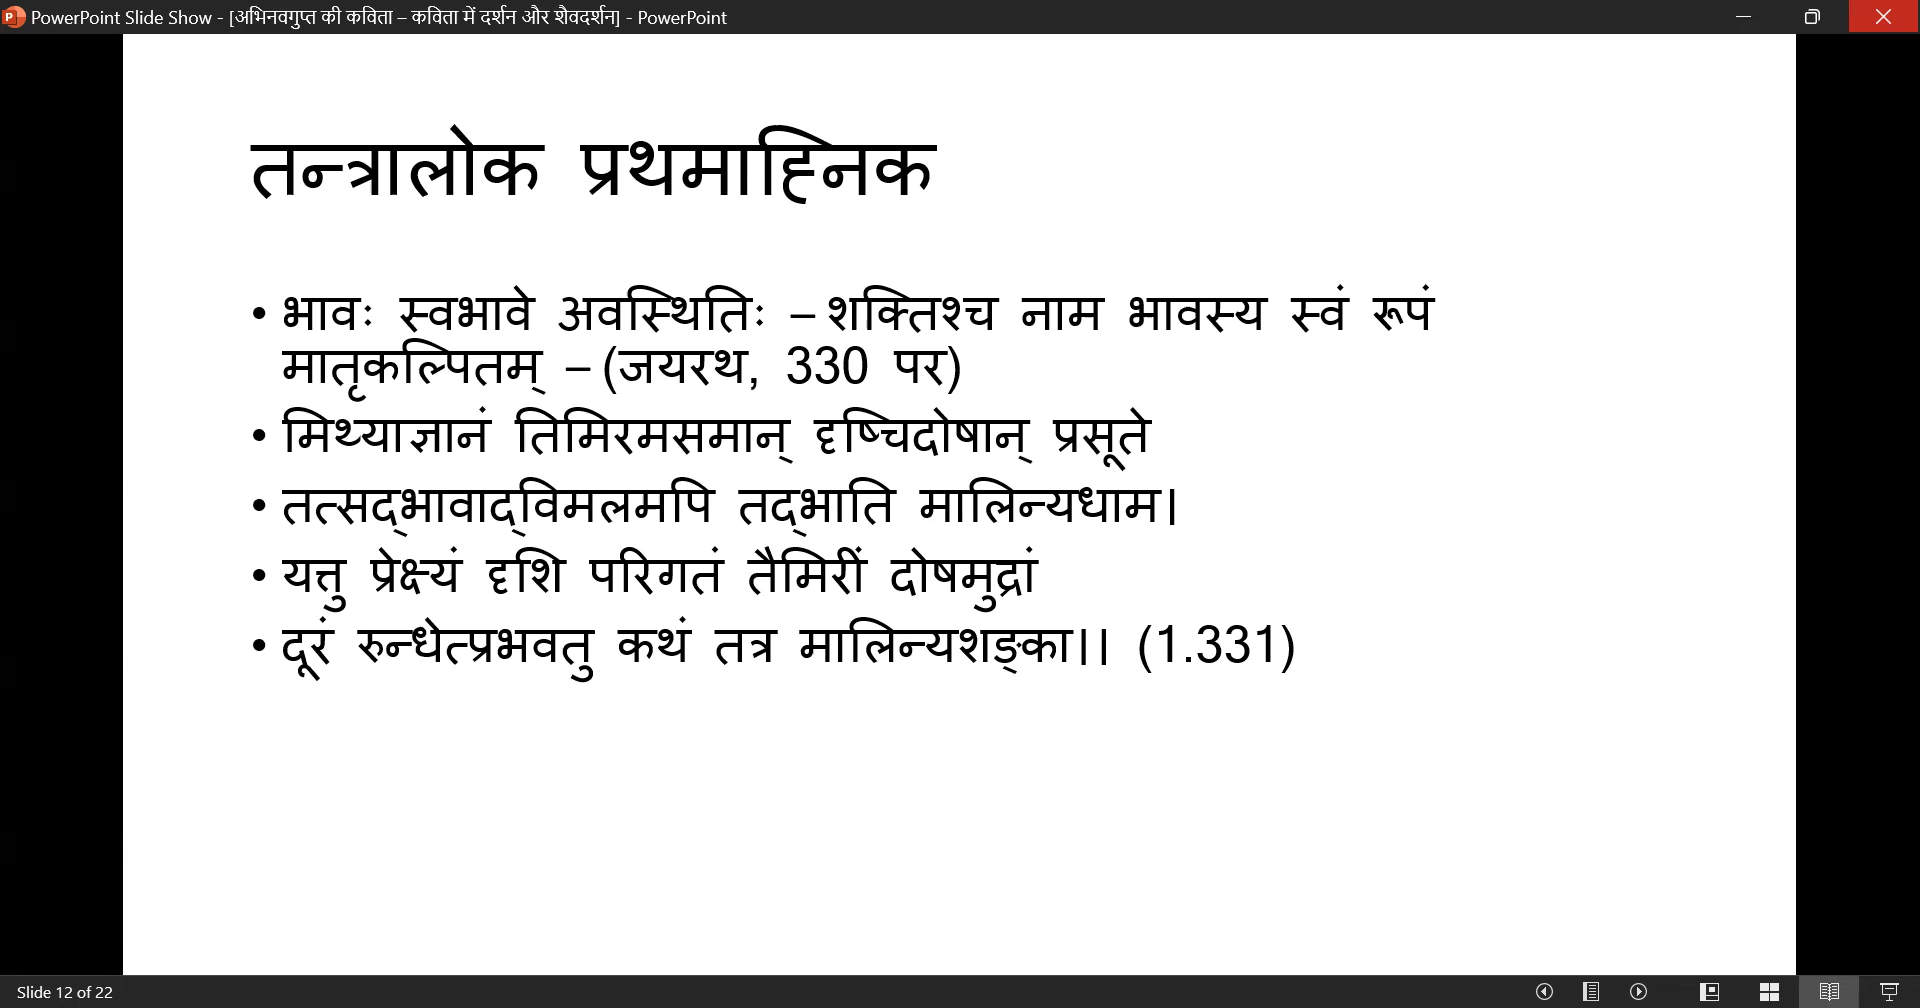 PowerPoint Slide Show - [अभिनवगुप्त की कविता – कविता में दर्शन और शैवदर्शन] - PowerPoint
तन्त्रालोक प्रथमाह्निक
• भावः स्वभावे अवस्थितिः – शक्तिश्च नाम भावस्य स्वं रूपं
मातृकल्पितम् – (जयरथ, 330 पर)
• मिथ्याज्ञानं तिमिरमसमान् दृष्चिदोषान् प्रसूते
• तत्सद्भावाद्विमलमपि तद्भाति मालिन्यधाम।
• यत्तु प्रेक्ष्यं दृशि परिगतं तैमिरीं दोषमुद्रां
• दूरं रुन्धेत्प्रभवतु कथं तत्र मालिन्यशङ्का।। (1.331)
Slide 12 of 22